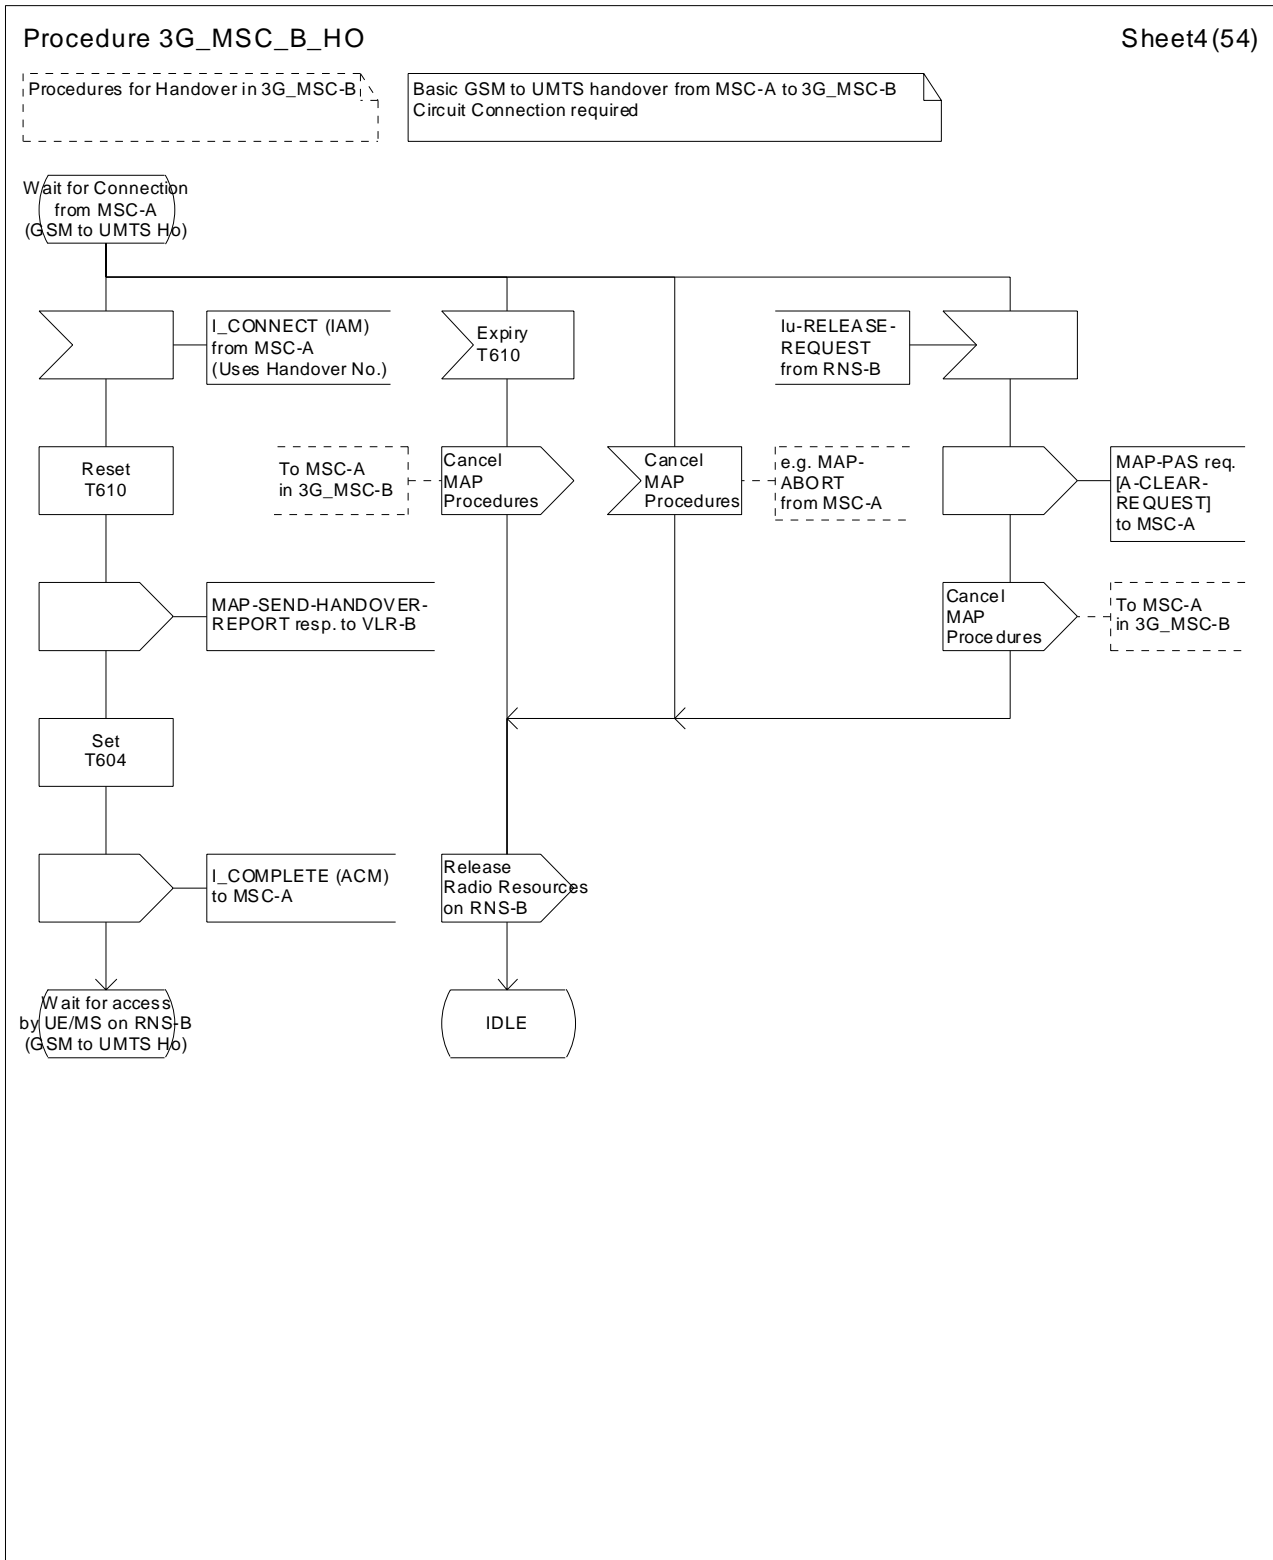 Procedure 3G_MSC_B_HO
Sheet4(54)
Procedures for Handover in 3G_MSC-B
Basic GSM to UMTS handover from MSC-A to 3G_MSC-B
Circuit Connection required
Wait for Connection
from MSC-A
(GSM to UMTS Ho)
I_CONNECT (IAM)
from MSC-A
(Uses Handover No.)
Expiry
T610
Iu-RELEASE-
REQUEST
from RNS-B
Reset
T610
To MSC-A
in 3G_MSC-B
Cancel
MAP
Procedures
Cancel
MAP
Procedures
e.g. MAP-
ABORT
from MSC-A
MAP-PAS req.
[A-CLEAR-
REQUEST]
to MSC-A
MAP-SEND-HANDOVER-
REPORT resp. to VLR-B
Cancel
MAP
Procedures
To MSC-A
in 3G_MSC-B
Set
T604
I_COMPLETE (ACM)
to MSC-A
Release
Radio Resources
on RNS-B
Wait for access
by UE/MS on RNS-B
(GSM to UMTS Ho)
IDLE